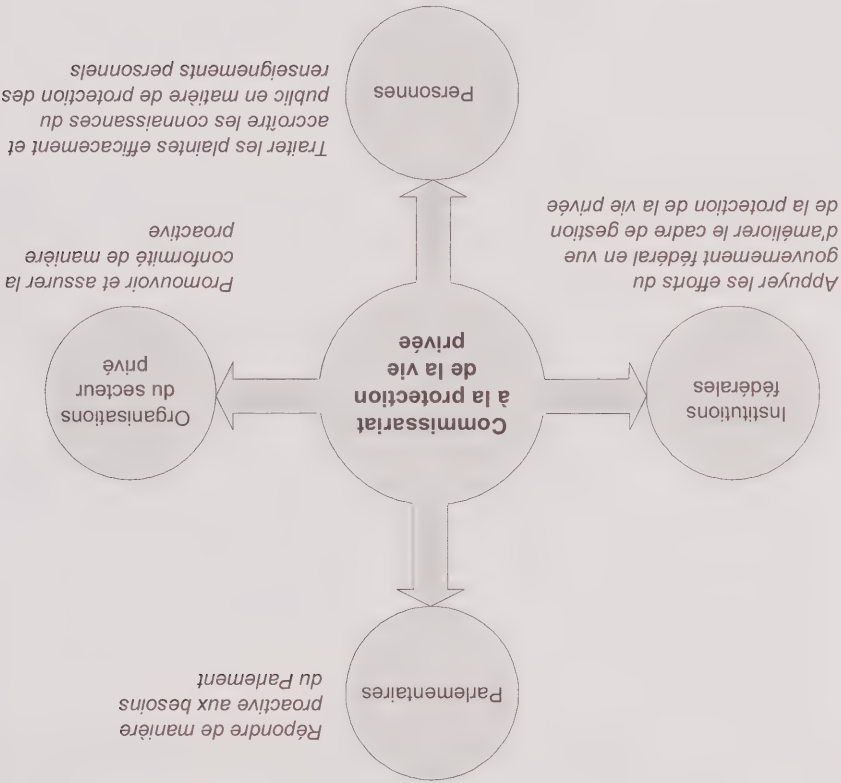 Répondre de manière
proactive aux besoins
du Parlement
Parlementaires
Institutions
fédérales
Appuyer les efforts du
gouvernement fédéral en vue
d'améliorer le cadre de gestion
de la protection de la vie privée
Commissariat
à la protection
de la vie
privée
Organisations
du secteur
privé
Promouvoir et assurer la
conformité de manière
proactive
Personnes
Traiter les plaintes efficacement et
accroître les connaissances du
public en matière de protection des
renseignements personnels